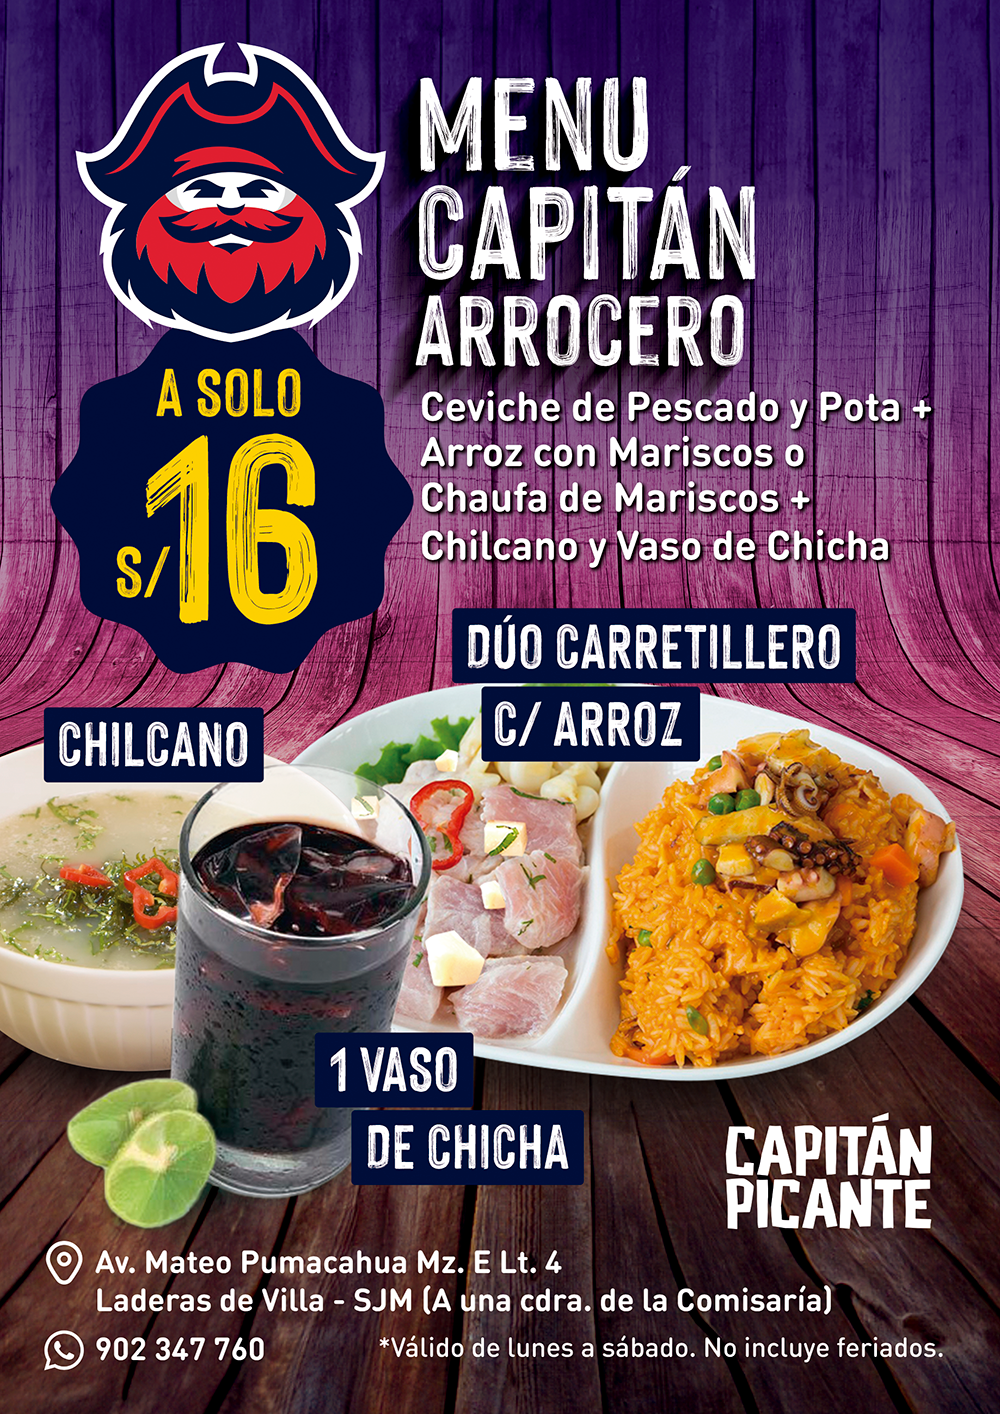 MENU
CAPITÁN
ARROCERO
A SOLO
S/16
Ceviche de Pescado y Pota +
Arroz con Mariscos o
Chaufa de Mariscos +
Chilcano y Vaso de Chicha
DÚO CARRETILLERO
C/ ARROZ
CHILCANO
1 VASO
DE CHICHA
CAPITÁN
PICANTE
Av. Mateo Pumacahua Mz. E Lt. 4
Laderas de Villa - SJM (A una cdra. de la Comisaría)
902 347 760
*Válido de lunes a sábado. No incluye feriados.